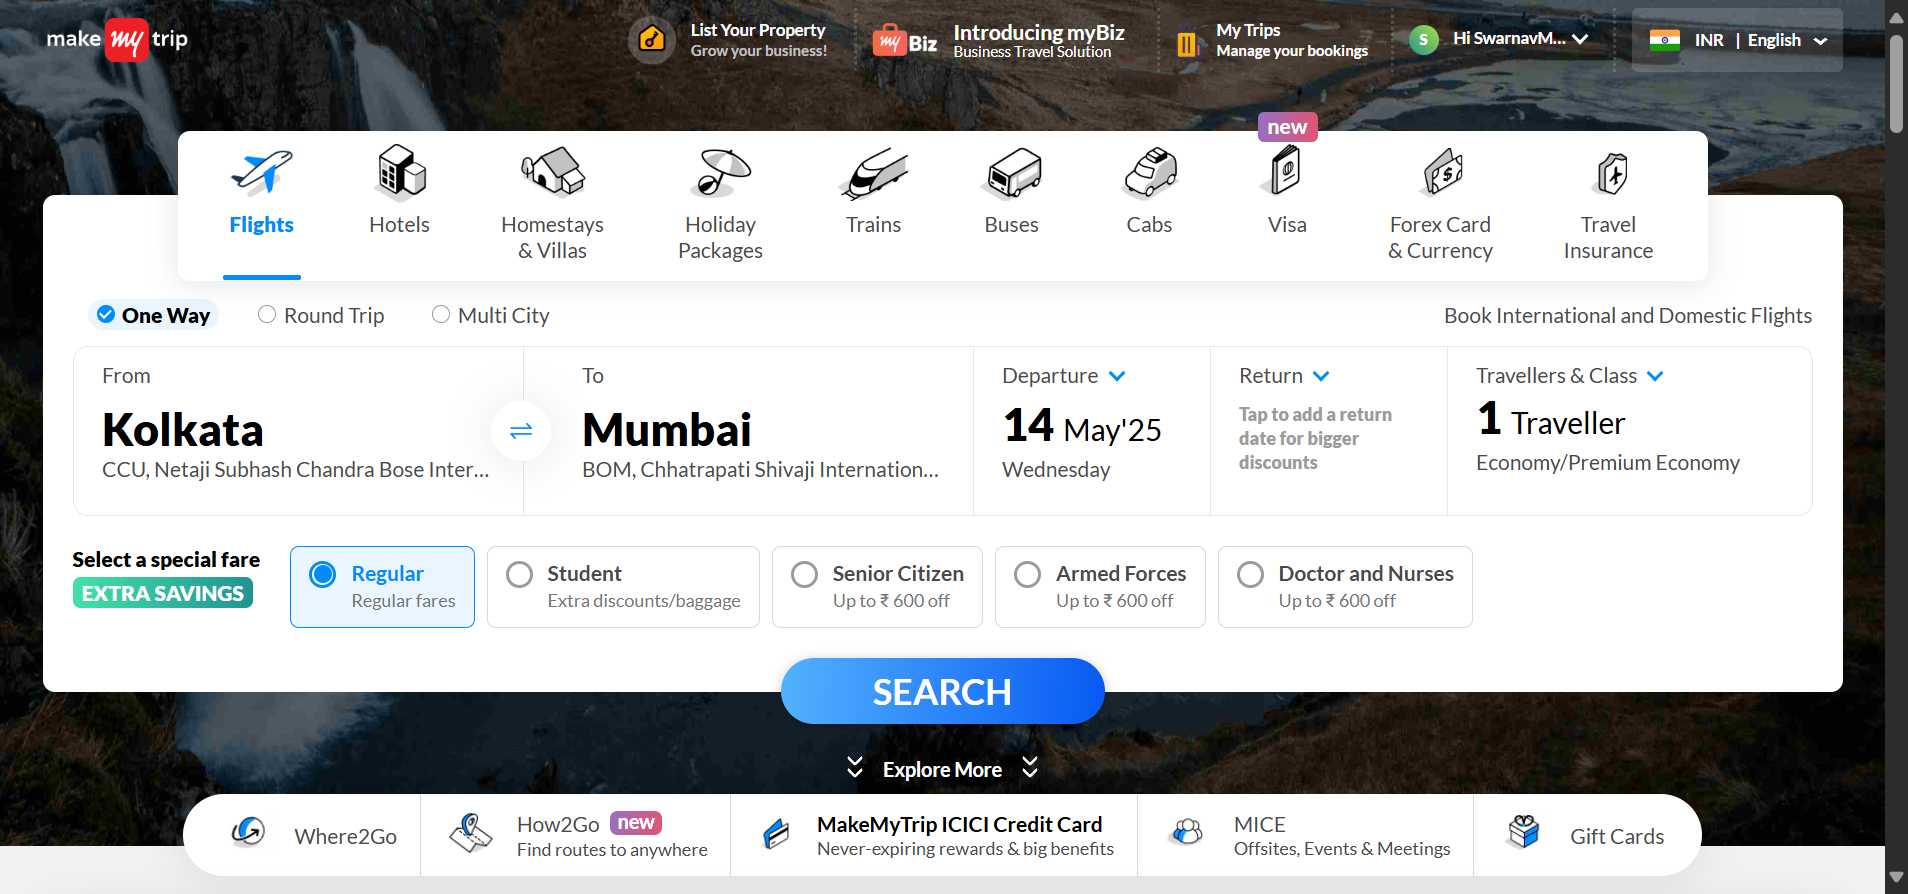 make my trip
List Your Property
Grow your business!
my Biz
Introducing myBiz
Business Travel Solution
My Trips
Manage your bookings
S
Hi SwarnavM...
INR | English
new
Flights
Hotels
Homestays
& Villas
Holiday
Packages
Trains
Buses
Cabs
Visa
Forex Card
& Currency
Travel
Insurance
One Way
Round Trip
Multi City
Book International and Domestic Flights
From
Kolkata
CCU, Netaji Subhash Chandra Bose Inter...
To
Mumbai
BOM, Chhatrapati Shivaji Internation...
Departure
14 May'25
Wednesday
Return
Tap to add a return
date for bigger
discounts
Travellers & Class
1 Traveller
Economy/Premium Economy
Select a special fare
EXTRA SAVINGS
Regular
Regular fares
Student
Extra discounts/baggage
Senior Citizen
Up to ₹ 600 off
Armed Forces
Up to ₹ 600 off
Doctor and Nurses
Up to ₹ 600 off
SEARCH
Explore More
Where2Go
How2Go new
Find routes to anywhere
MakeMyTrip ICICI Credit Card
Never-expiring rewards & big benefits
MICE
Offsites, Events & Meetings
Gift Cards